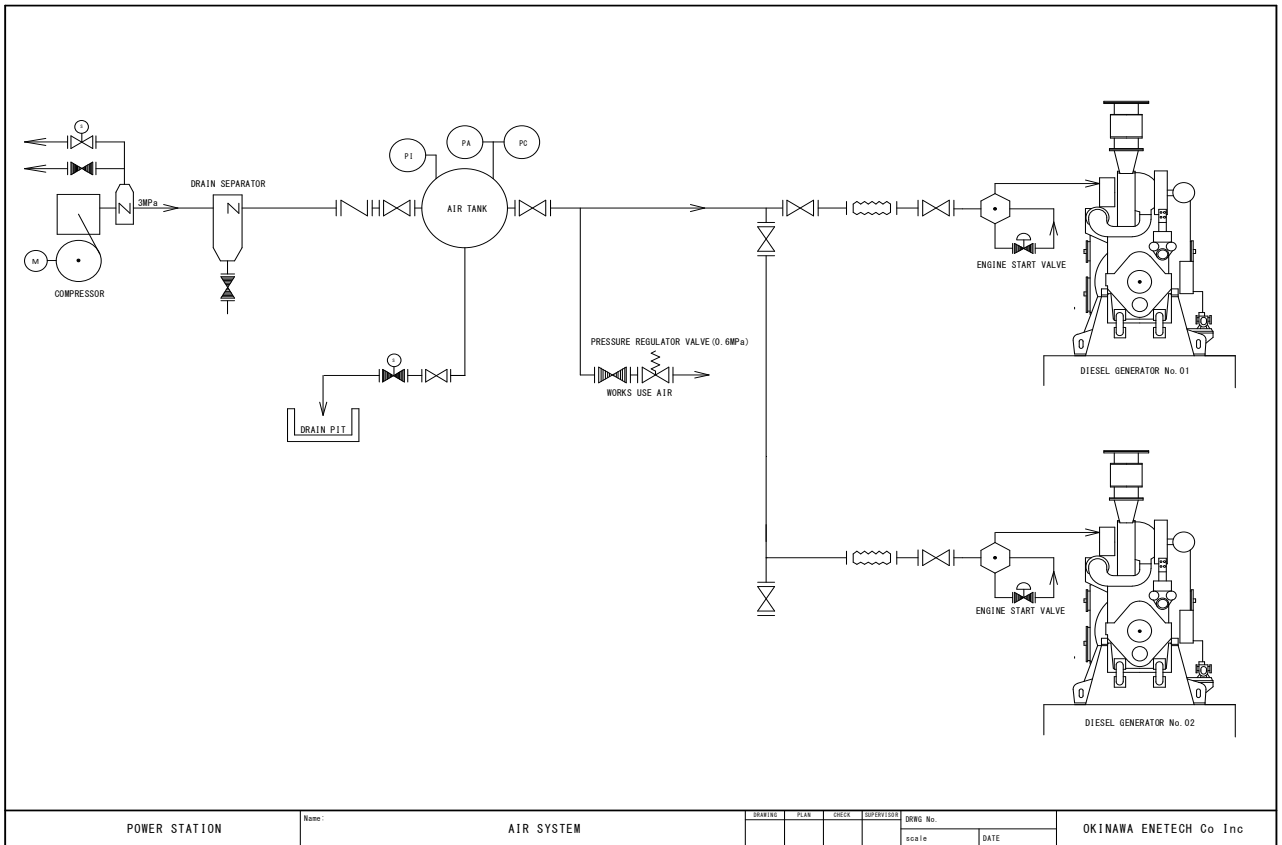 S
PI
PA
PC
DRAIN SEPARATOR
3MPa
AIR TANK
M
COMPRESSOR
ENGINE START VALVE
PRESSURE REGULATOR VALVE(0.6MPa)
S
WORKS USE AIR
DIESEL GENERATOR No.01
DRAIN PIT
ENGINE START VALVE
DIESEL GENERATOR No.02
POWER STATION
Name:
AIR SYSTEM
DRAWING
PLAN
CHECK
SUPERVISOR
DRWG No.
scale
DATE
OKINAWA ENETECH Co Inc